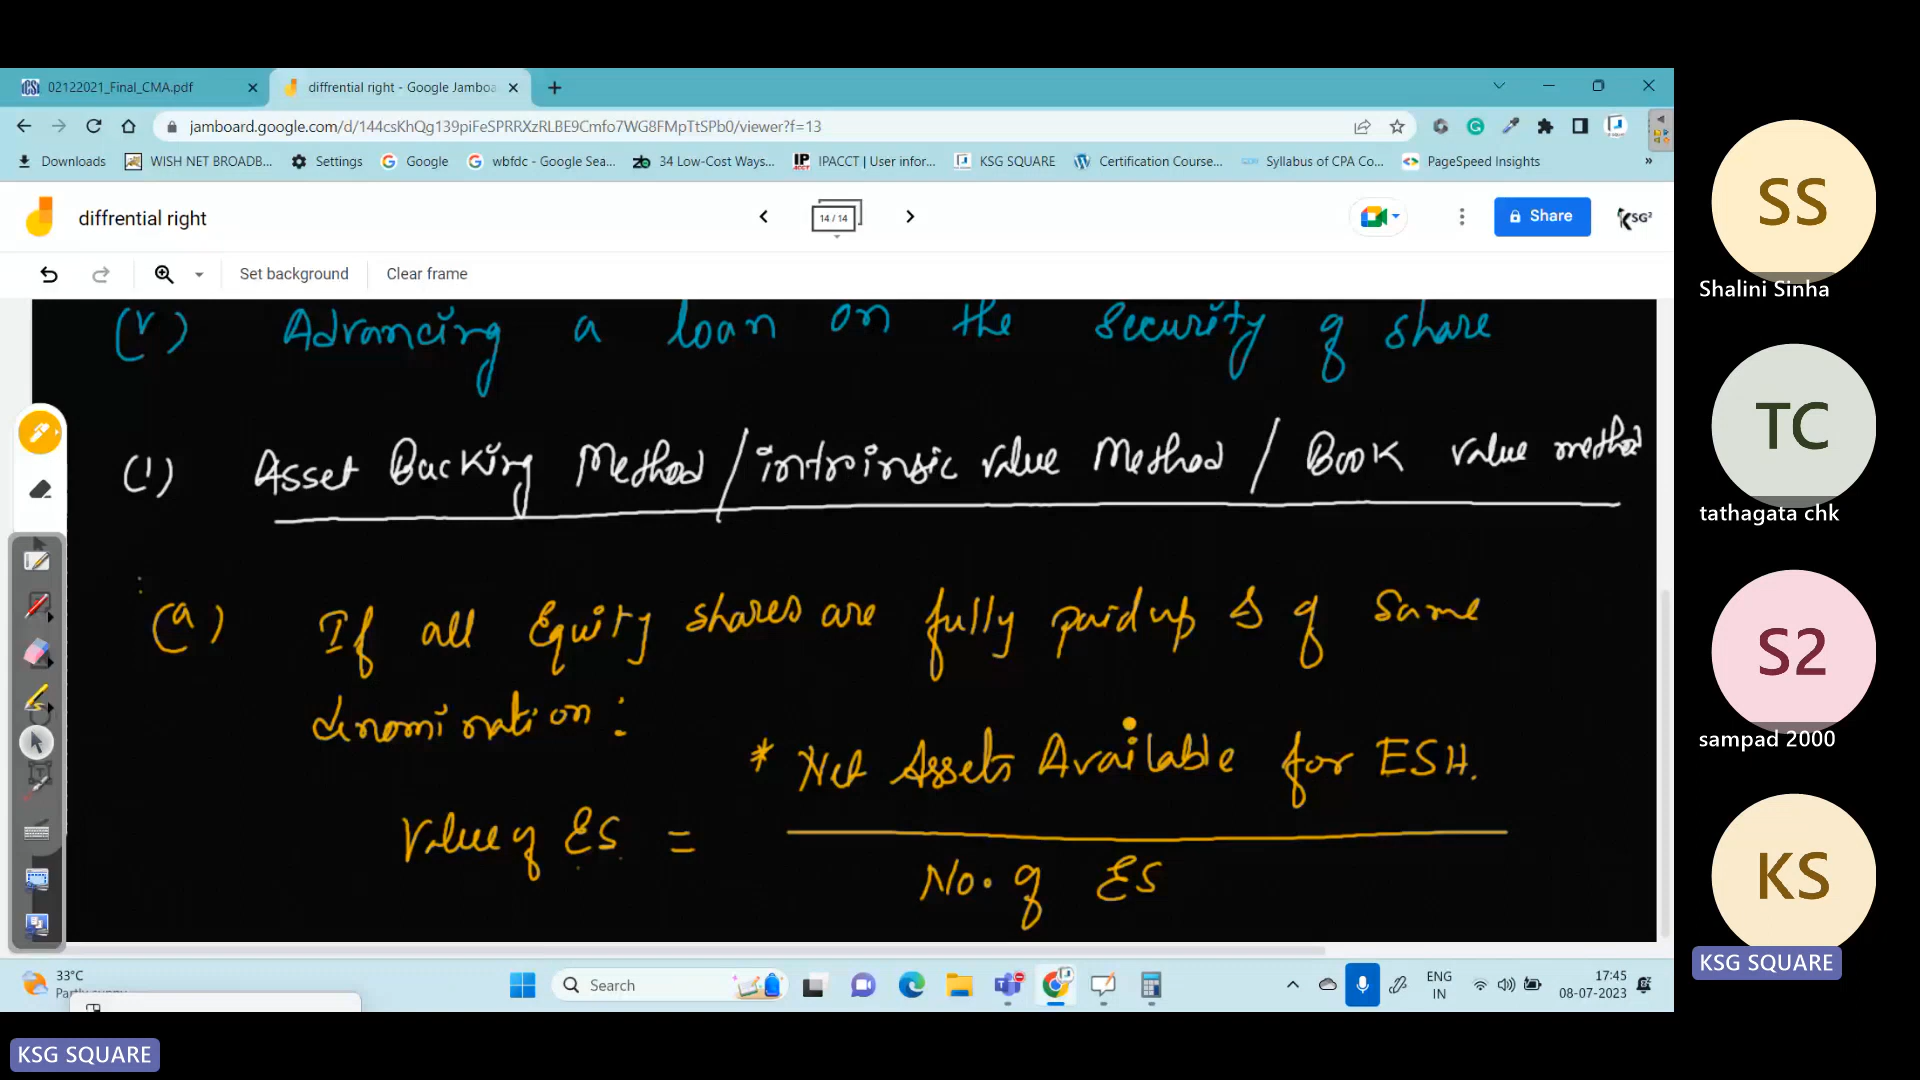 02122021_Final_CMA.pdf
diffrential right - Google Jamboa
jamboard.google.com/d/144csKhQg139piFeSPRRXzRLBE9Cmfo7WG8FMpTtSPb0/viewer?f=13
Downloads WISH NET BROADB... Settings Google wbfdc - Google Sea... 34 Low-Cost Ways... IPACCT | User infor... KSG SQUARE Certification Course... Syllabus of CPA Co... PageSpeed Insights »
diffrential right
14 / 14
Share
KSG²
Set background Clear frame
(v) Advancing a loan on the security of share
(1) Asset Backing Method / intrinsic value Method / Book value method
(a) If all Equity shares are fully paid up & of same
denomination :
* Net Assets Available for ESH.
Value of ES =
No. of ES
33°C
Partly sunny
Search
ENG
IN
17:45
08-07-2023
KSG SQUARE
SS
Shalini Sinha
TC
tathagata chk
S2
sampad 2000
KS
KSG SQUARE